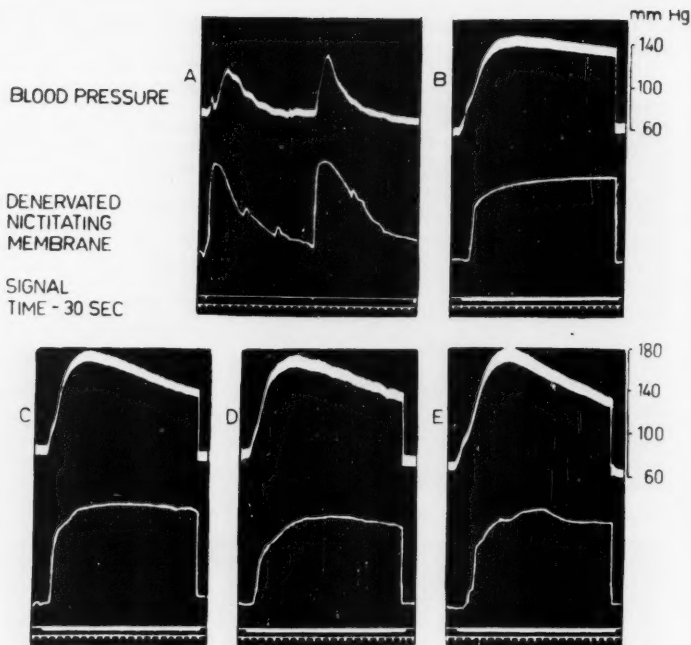 mm Hg
A
B
140
100
60
BLOOD PRESSURE
DENERVATED
NICTITATING
MEMBRANE
SIGNAL
TIME - 30 SEC
C
D
E
180
140
100
60